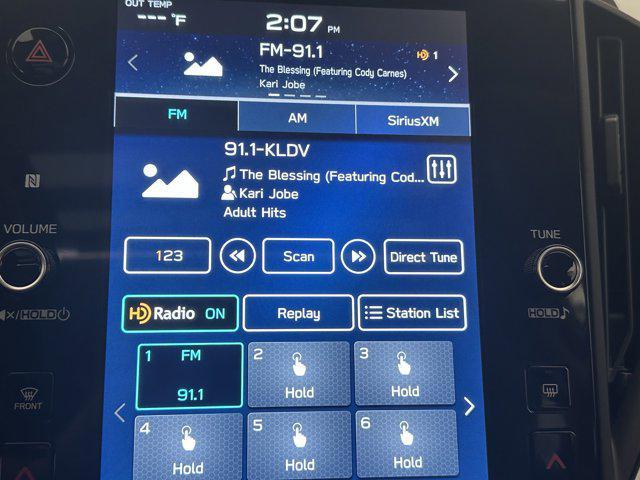 OUT TEMP
--- °F
2:07 PM
FM-91.1
HD 1
The Blessing (Featuring Cody Carnes)
Kari Jobe
FM
AM
SiriusXM
91.1-KLDV
The Blessing (Featuring Cod...
Kari Jobe
Adult Hits
VOLUME
TUNE
123
Scan
Direct Tune
HOLD
HOLD
HD Radio ON
Replay
Station List
1 FM
91.1
2
Hold
3
Hold
FRONT
4
Hold
5
Hold
6
Hold